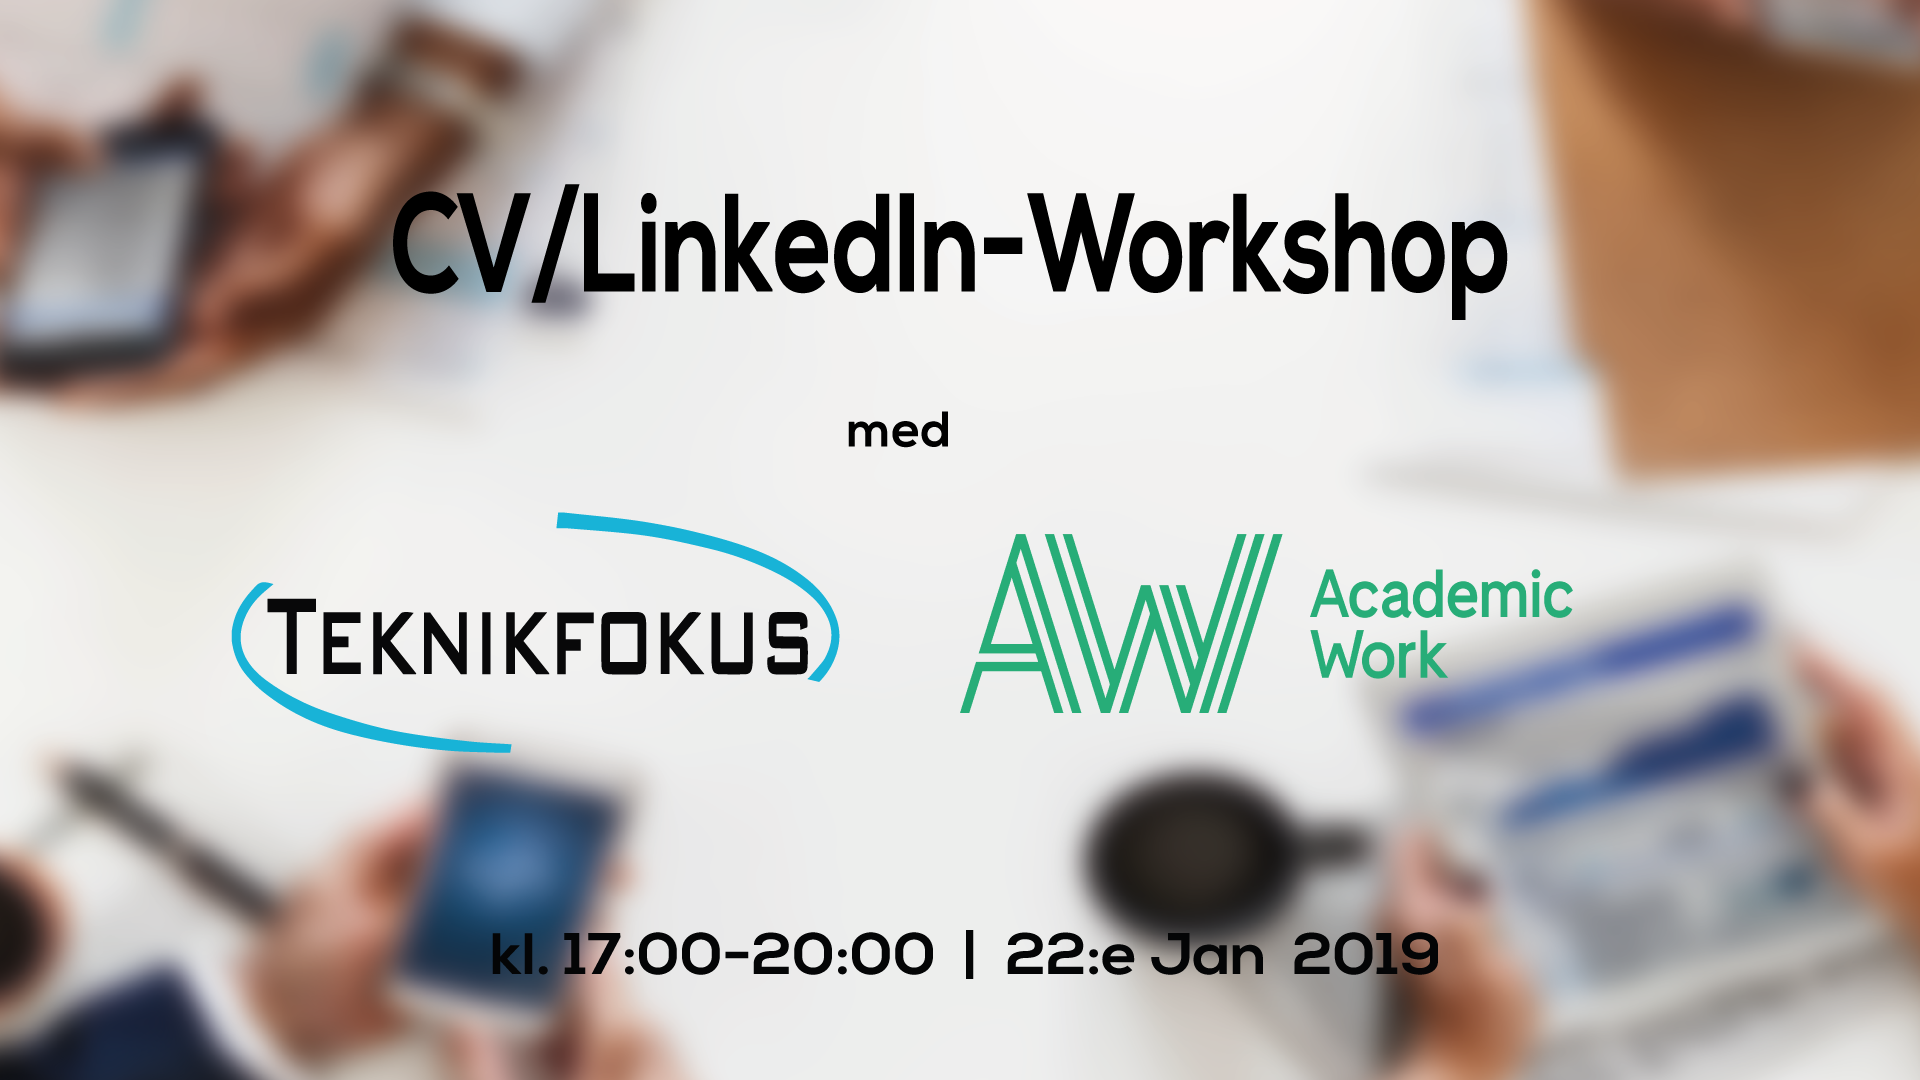 CV/LinkedIn-Workshop
med
TEKNIKFOKUS
AW Academic
Work
kl. 17:00-20:00 | 22:e Jan 2019